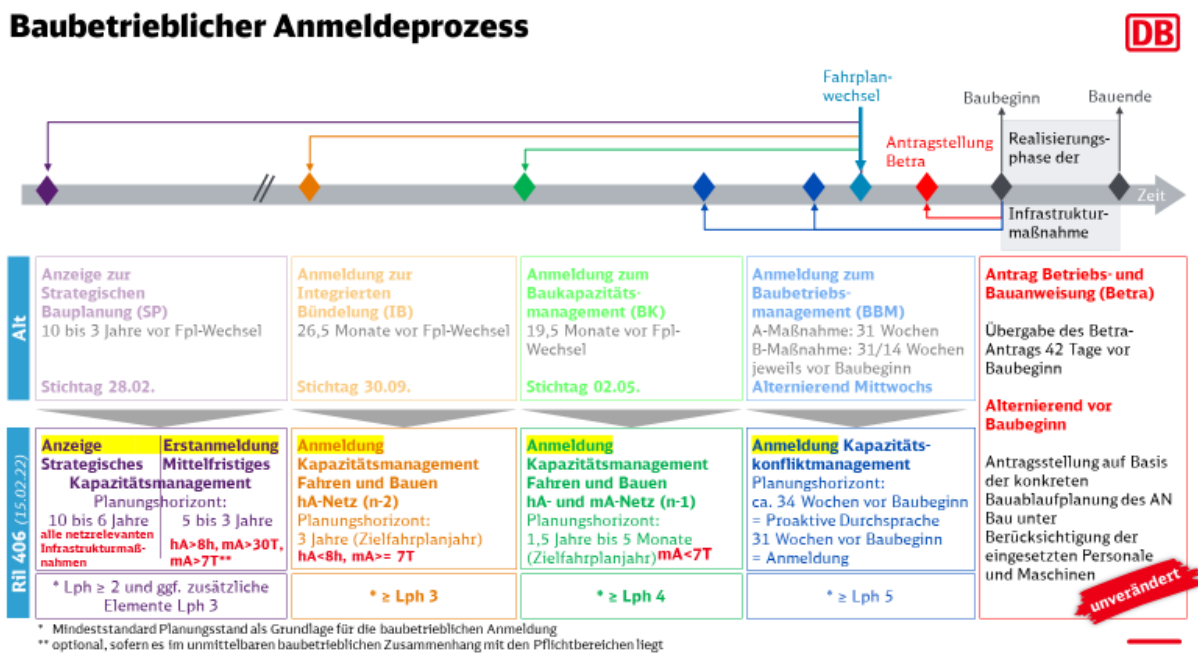 Baubetrieblicher Anmeldeprozess
DB
Fahrplan-
wechsel
Baubeginn
Bauende
Antragstellung
Betra
Realisierungs-
phase der
Zeit
Infrastruktur-
maßnahme
Alt
Anzeige zur
Strategischen
Bauplanung (SP)
10 bis 3 Jahre vor Fpl-Wechsel
Stichtag 28.02.
Anmeldung zur
Integrierten
Bündelung (IB)
26,5 Monate vor Fpl-Wechsel
Stichtag 30.09.
Anmeldung zum
Baukapazitäts-
management (BK)
19,5 Monate vor Fpl-
Wechsel
Stichtag 02.05.
Anmeldung zum
Baubetriebs-
management (BBM)
A-Maßnahme: 31 Wochen
B-Maßnahme: 31/14 Wochen
jeweils vor Baubeginn
Alternierend Mittwochs
Antrag Betriebs- und
Bauanweisung (Betra)
Übergabe des Betra-
Antrags 42 Tage vor
Baubeginn
Alternierend vor
Baubeginn
Antragsstellung auf Basis
der konkreten
Bauablaufplanung des AN
Bau unter
Berücksichtigung der
eingesetzten Personale
und Maschinen
unverändert
Ril 406 (15.02.22)
Anzeige
Strategisches
Erstanmeldung
Mittelfristiges
Kapazitätsmanagement
Planungshorizont:
10 bis 6 Jahre
alle netzrelevanten
Infrastrukturmaß-
nahmen
5 bis 3 Jahre
hA>8h, mA>30T,
mA>7T**
* Lph ≥ 2 und ggf. zusätzliche
Elemente Lph 3
Anmeldung
Kapazitätsmanagement
Fahren und Bauen
hA-Netz (n-2)
Planungshorizont:
3 Jahre (Zielfahrplanjahr)
hA<8h, mA>= 7T
* ≥ Lph 3
Anmeldung
Kapazitätsmanagement
Fahren und Bauen
hA- und mA-Netz (n-1)
Planungshorizont:
1,5 Jahre bis 5 Monate
(Zielfahrplanjahr) mA<7T
* ≥ Lph 4
Anmeldung Kapazitäts-
konfliktmanagement
Planungshorizont:
ca. 34 Wochen vor Baubeginn
= Proaktive Durchsprache
31 Wochen vor Baubeginn
= Anmeldung
* ≥ Lph 5
* Mindeststandard Planungsstand als Grundlage für die baubetrieblichen Anmeldung
** optional, sofern es im unmittelbaren baubetrieblichen Zusammenhang mit den Pflichtbereichen liegt